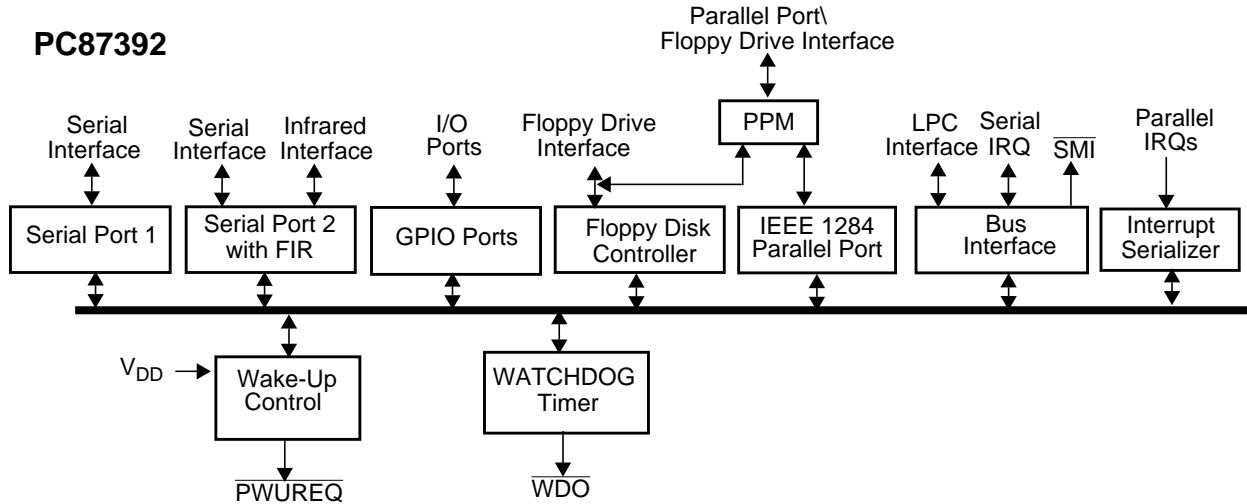 PC87392
Parallel Port\
Floppy Drive Interface
PPM
Serial
Interface
Serial
Interface
Infrared
Interface
I/O
Ports
Floppy Drive
Interface
LPC
Interface
Serial
IRQ
SMI
Parallel
IRQs
Serial Port 1
Serial Port 2
with FIR
GPIO Ports
Floppy Disk
Controller
IEEE 1284
Parallel Port
Bus
Interface
Interrupt
Serializer
VDD
Wake-Up
Control
WATCHDOG
Timer
PWUREQ
WDO